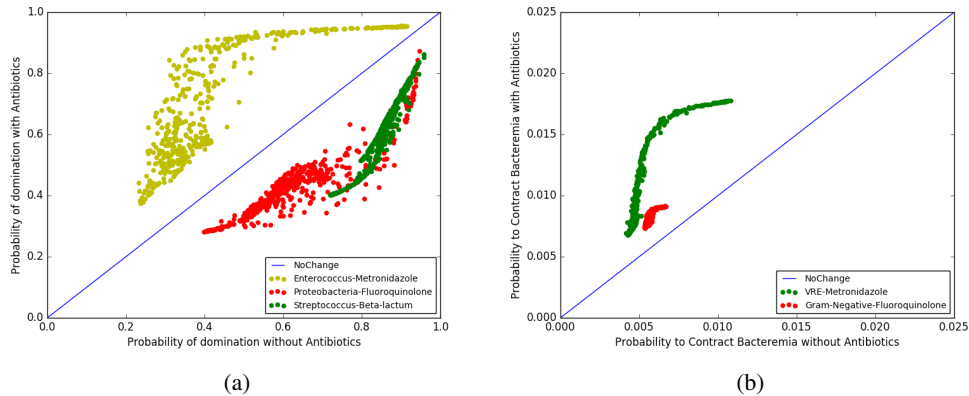 1.0
0.8
0.6
0.4
0.2
0.0
Probability of domination with Antibiotics
NoChange
Enterococcus-Metronidazole
Proteobacteria-Fluoroquinolone
Streptococcus-Beta-lactum
0.0 0.2 0.4 0.6 0.8 1.0
Probability of domination without Antibiotics
(a)
0.025
0.020
0.015
0.010
0.005
0.000
Probability to Contract Bacteremia with Antibiotics
NoChange
VRE-Metronidazole
Gram-Negative-Fluoroquinolone
0.000 0.005 0.010 0.015 0.020 0.025
Probability to Contract Bacteremia without Antibiotics
(b)